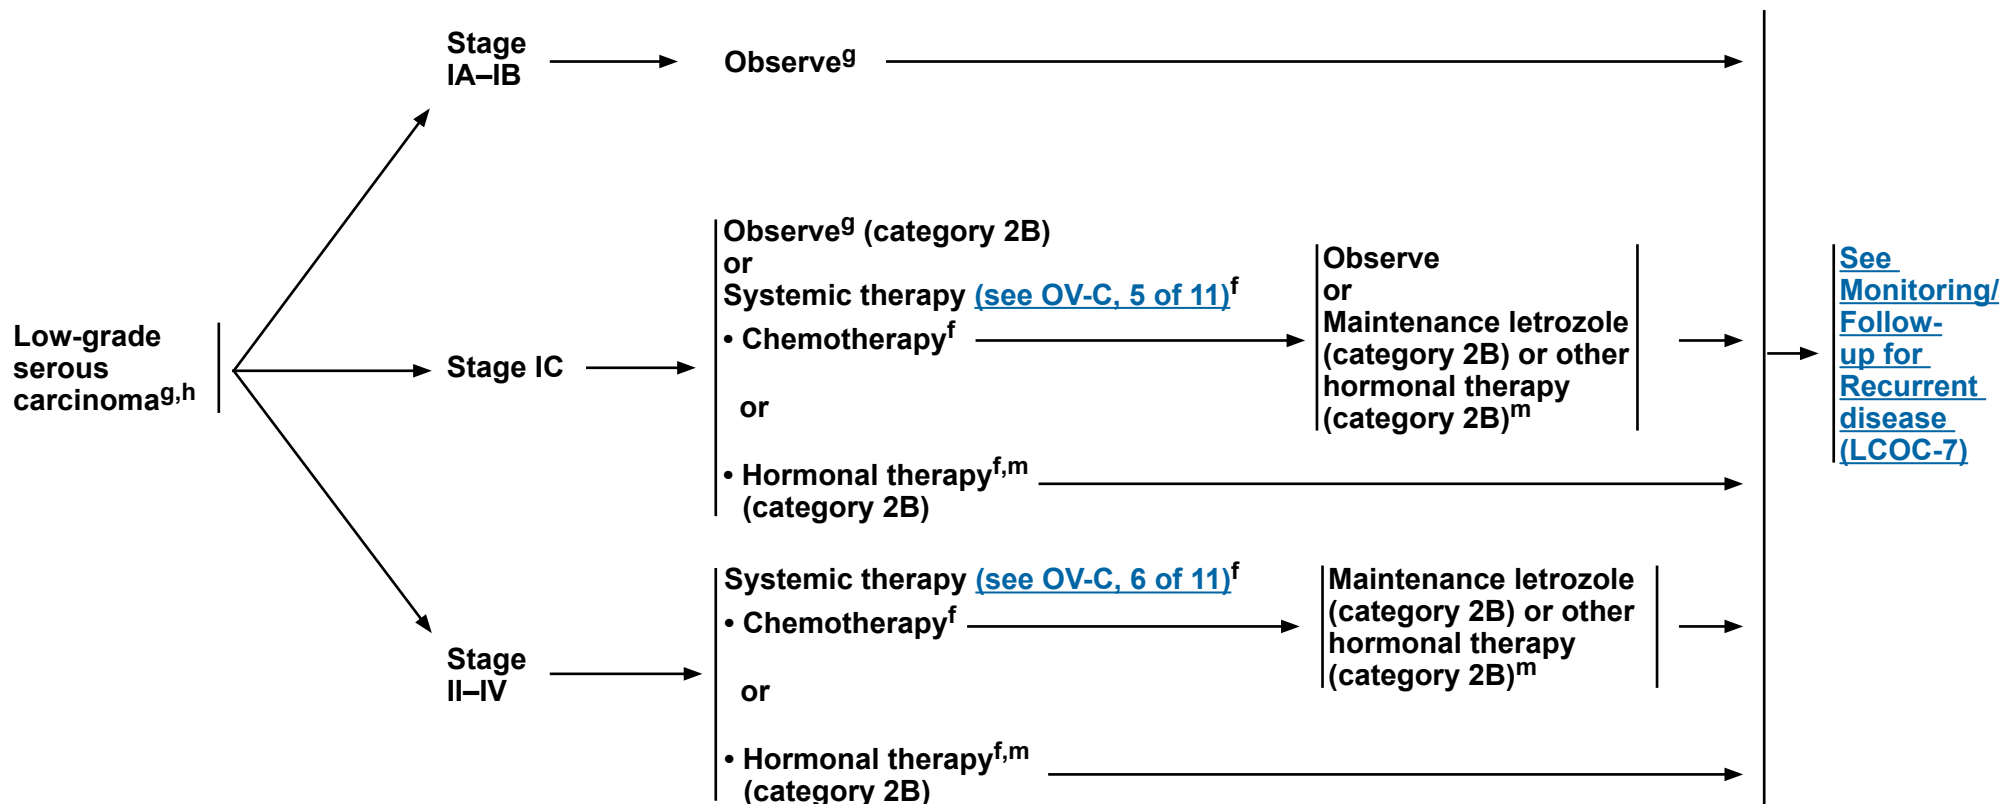 Low-grade
serous
carcinomag,h
Stage
IA–IB
Observeg
Stage IC
Observeg (category 2B)
or
Systemic therapy (see OV-C, 5 of 11)f
• Chemotherapyf
or
• Hormonal therapyf,m
(category 2B)
Observe
or
Maintenance letrozole
(category 2B) or other
hormonal therapy
(category 2B)m
Stage
II–IV
Systemic therapy (see OV-C, 6 of 11)f
• Chemotherapyf
or
• Hormonal therapyf,m
(category 2B)
Maintenance letrozole
(category 2B) or other
hormonal therapy
(category 2B)m
See
Monitoring/
Follow-
up for
Recurrent
disease
(LCOC-7)